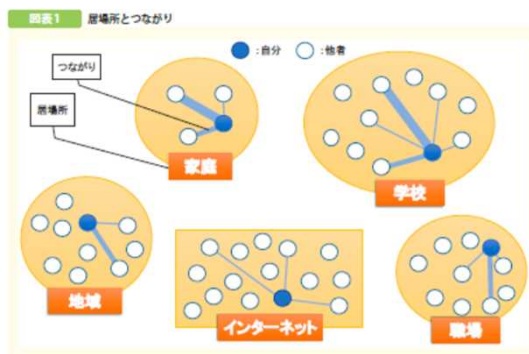 図表1 居場所とつながり
:自分 :他者
つながり
居場所
家庭
学校
地域
インターネット
職場